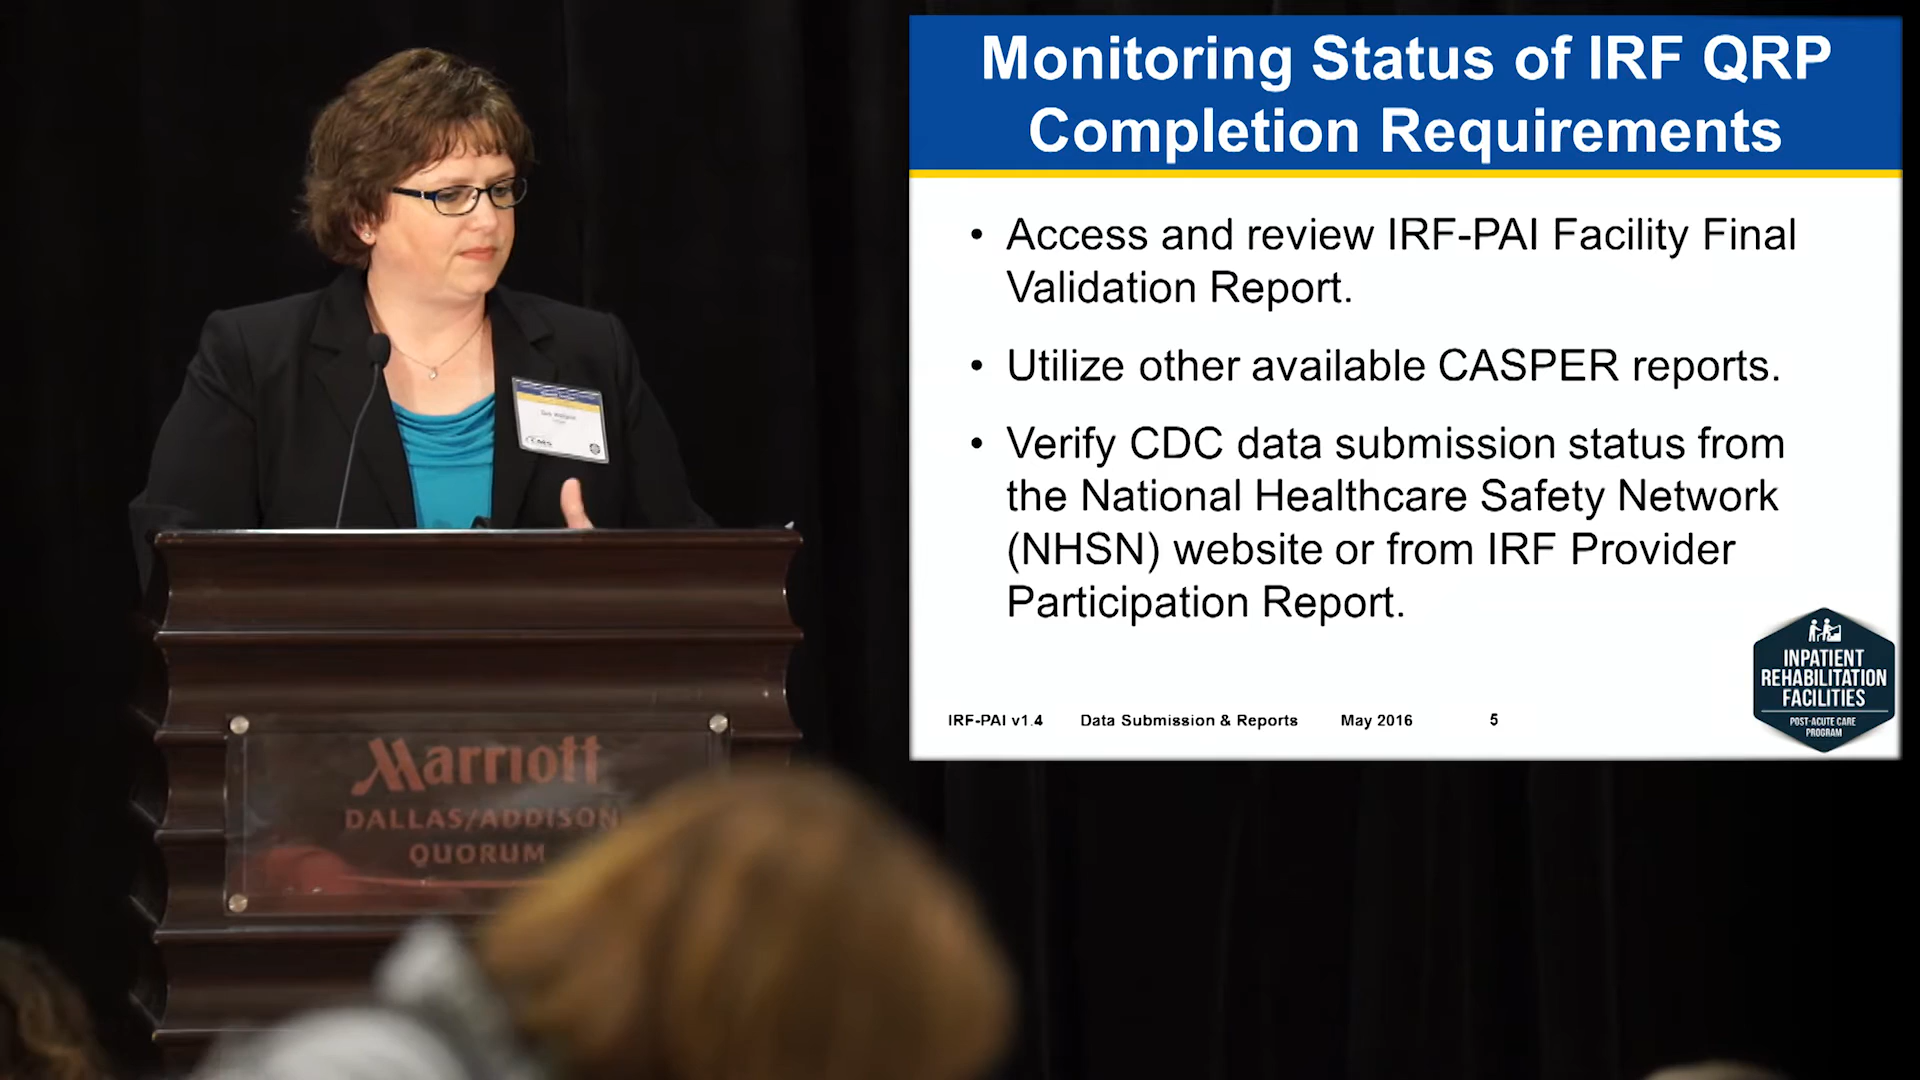 Monitoring Status of IRF QRP
Completion Requirements
• Access and review IRF-PAI Facility Final
Validation Report.
• Utilize other available CASPER reports.
• Verify CDC data submission status from
the National Healthcare Safety Network
(NHSN) website or from IRF Provider
Participation Report.
IRF-PAI v1.4 Data Submission & Reports May 2016 5
INPATIENT
REHABILITATION
FACILITIES
POST-ACUTE CARE
PROGRAM
Marriott
DALLAS/ADDISON
QUORUM